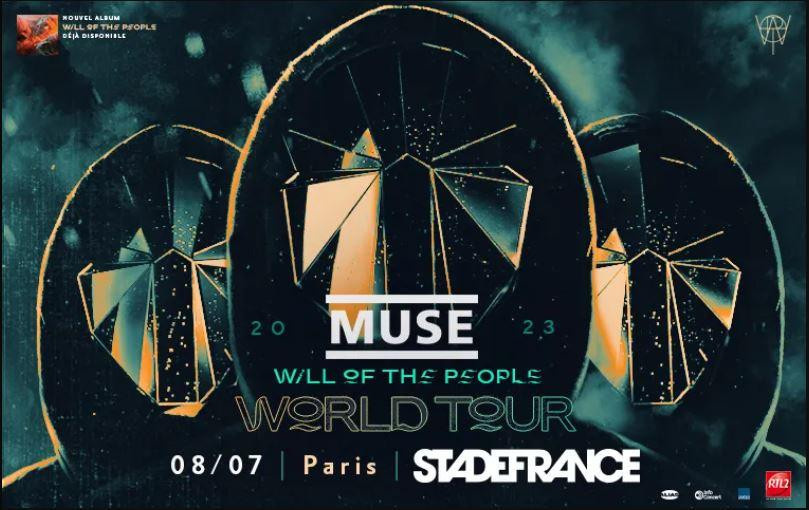 NOUVEL ALBUM
WILL OF THE PEOPLE
DÉJÀ DISPONIBLE
20 23
MUSE
WILL OF THE PEOPLE
WORLD TOUR
08/07 | Paris | STADEFRANCE
RTL2